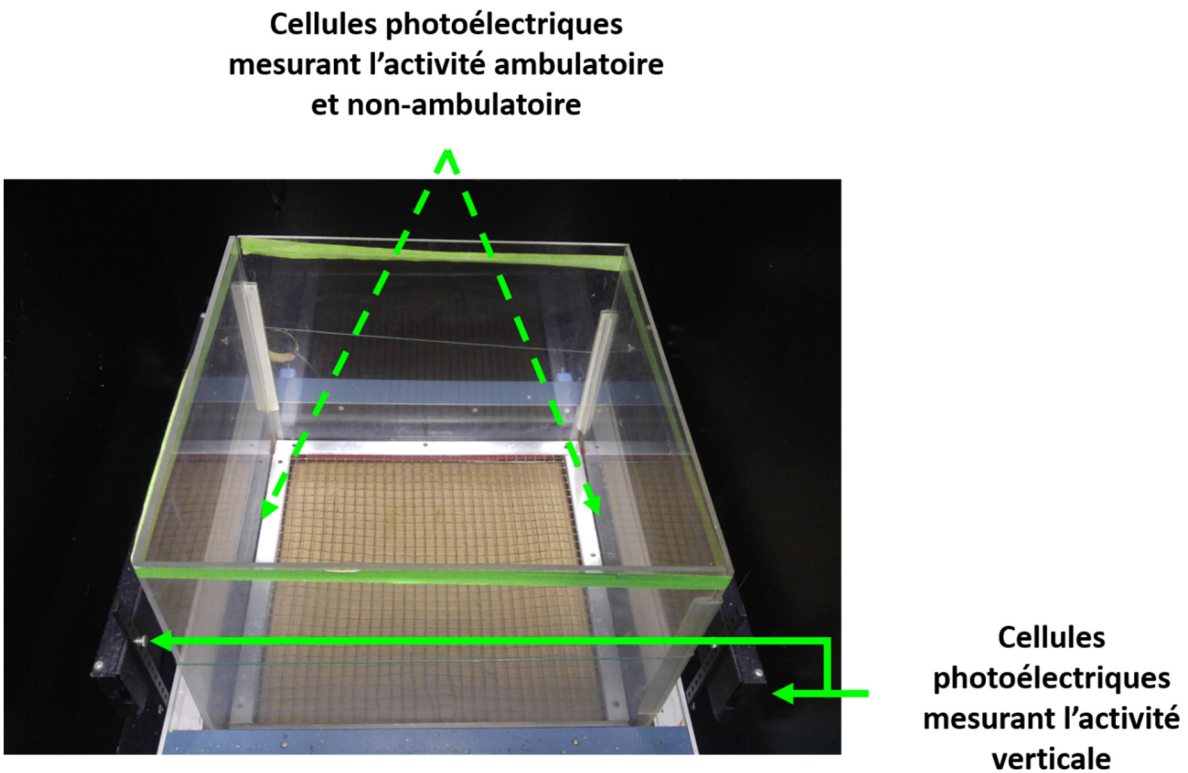 Cellules photoélectriques
mesurant l’activité ambulatoire
et non-ambulatoire
Cellules
photoélectriques
mesurant l’activité
verticale